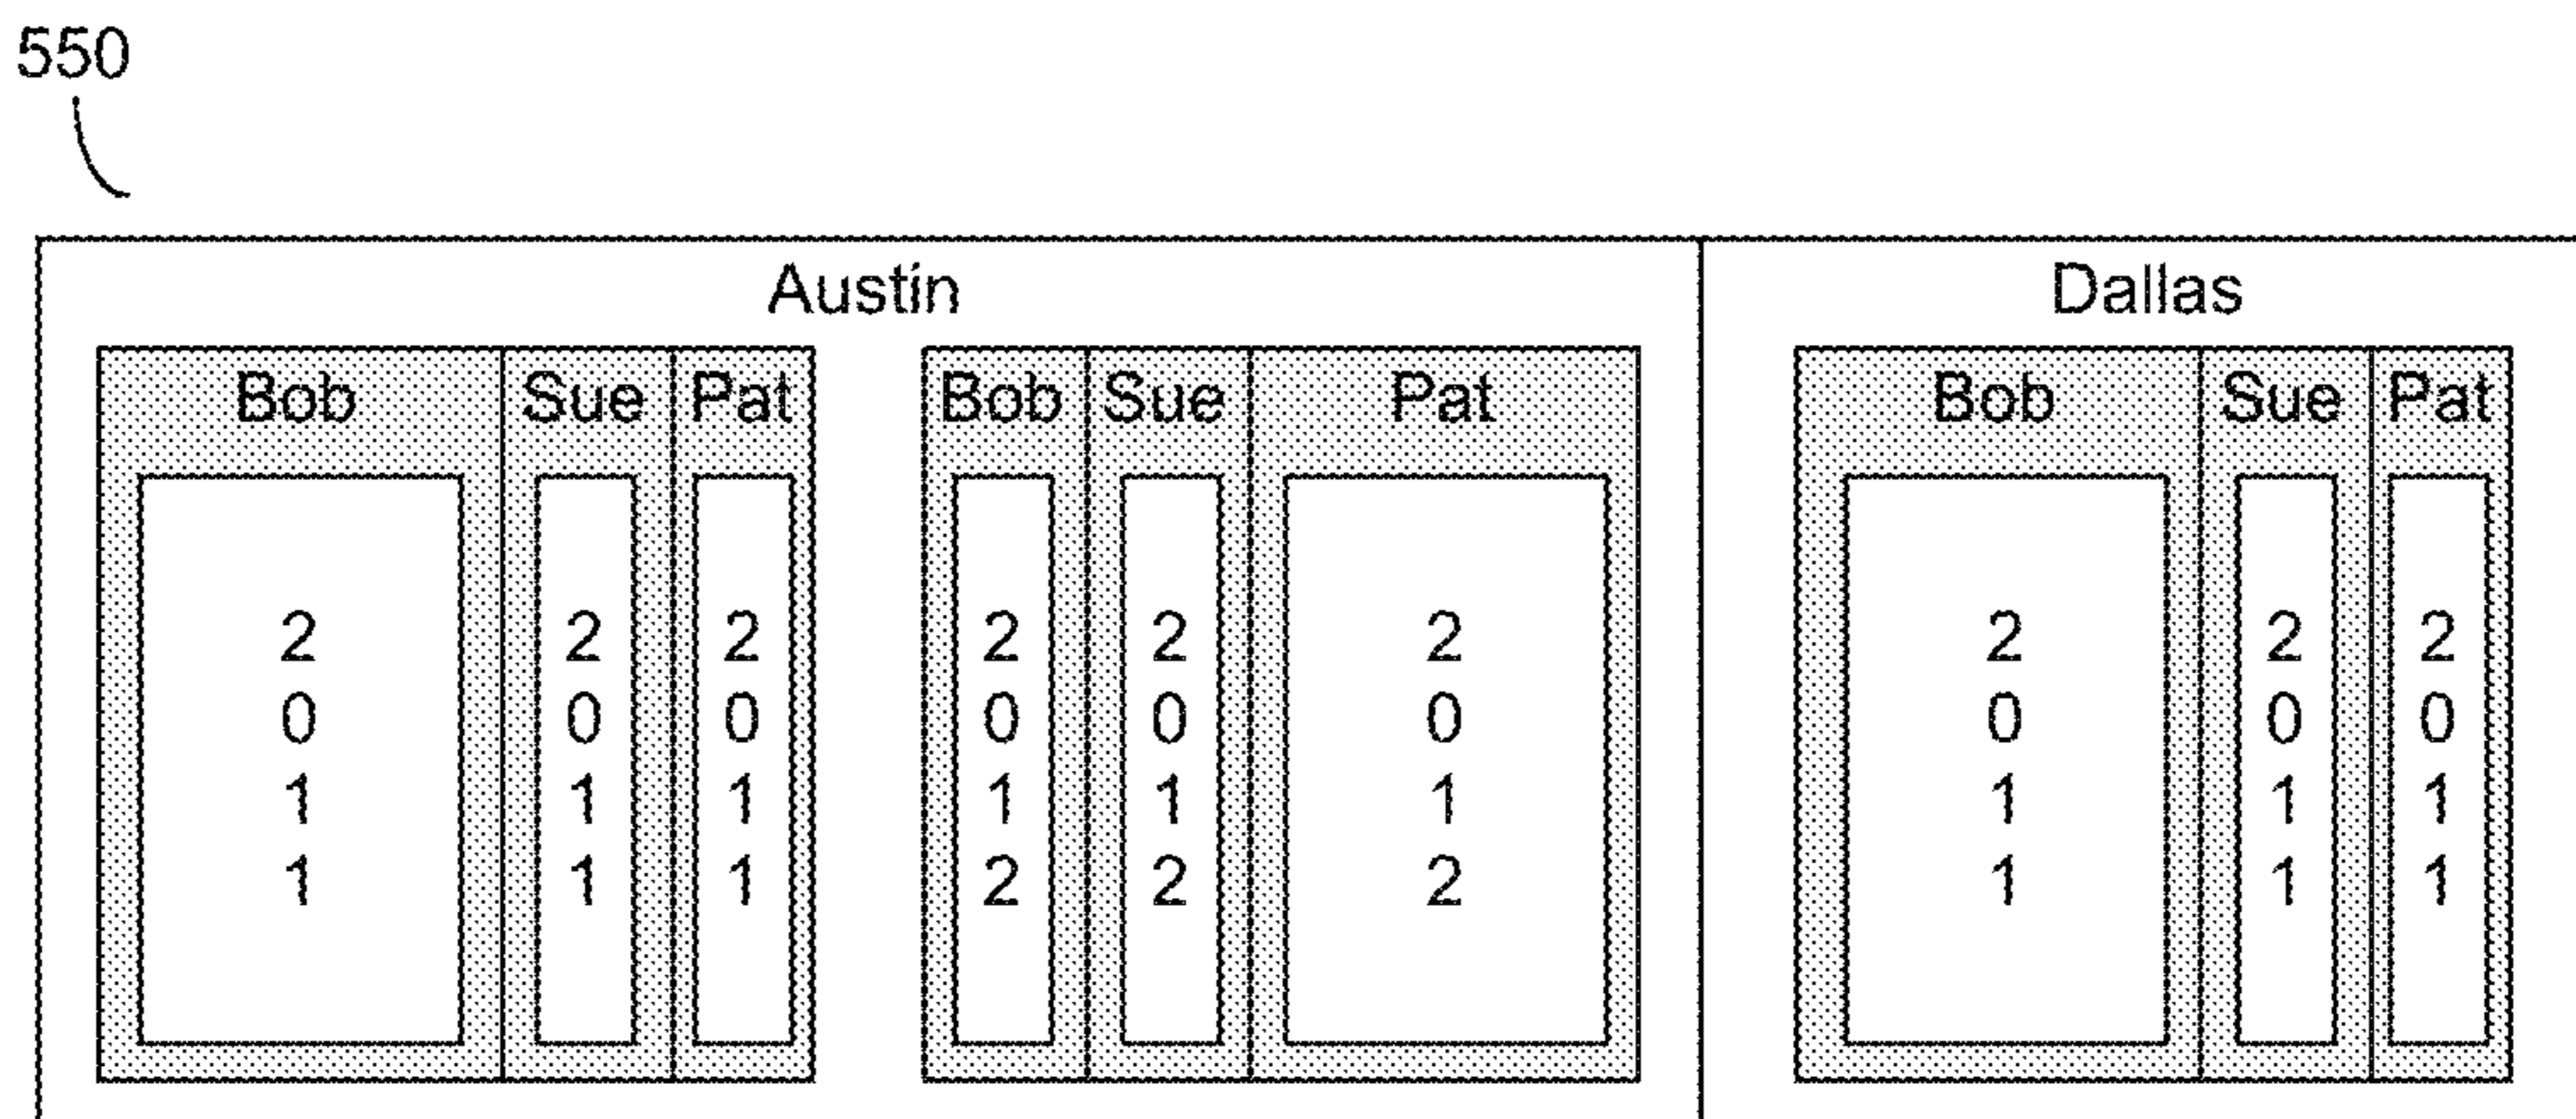 550
Austin Dallas
Bob Sue Pat Bob Sue Pat Bob Sue Pat
2 2 2 2 2 2 2 2 2
0 0 0 0 0 0 0 0 0
1 1 1 1 1 1 1 1 1
1 1 1 2 2 2 1 1 1